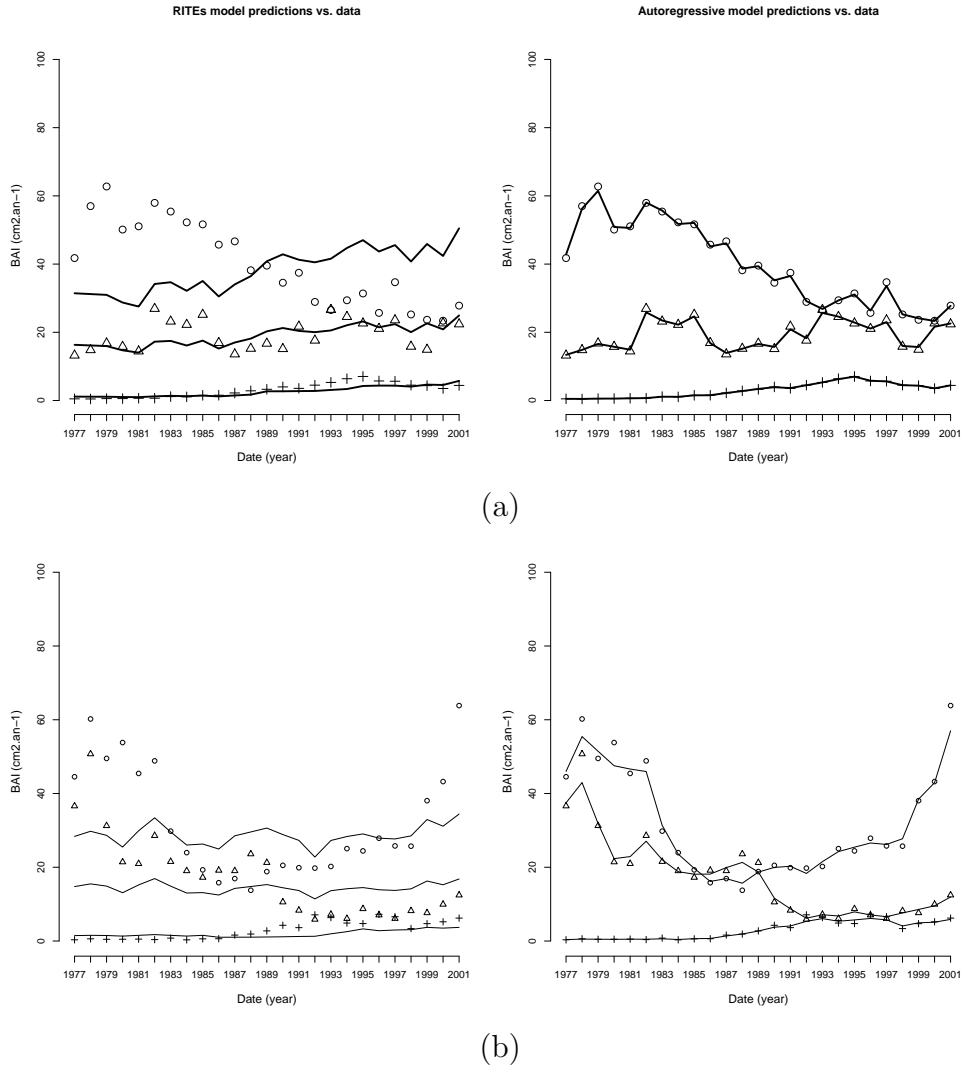 RITEs model predictions vs. data
Autoregressive model predictions vs. data
BAI (cm2.an−1)
0 20 40 60 80 100
1977 1979 1981 1983 1985 1987 1989 1991 1993 1995 1997 1999 2001
Date (year)
BAI (cm2.an−1)
0 20 40 60 80 100
1977 1979 1981 1983 1985 1987 1989 1991 1993 1995 1997 1999 2001
Date (year)
(a)
BAI (cm2.an−1)
0 20 40 60 80 100
1977 1979 1981 1983 1985 1987 1989 1991 1993 1995 1997 1999 2001
Date (year)
BAI (cm2.an−1)
0 20 40 60 80 100
1977 1979 1981 1983 1985 1987 1989 1991 1993 1995 1997 1999 2001
Date (year)
(b)